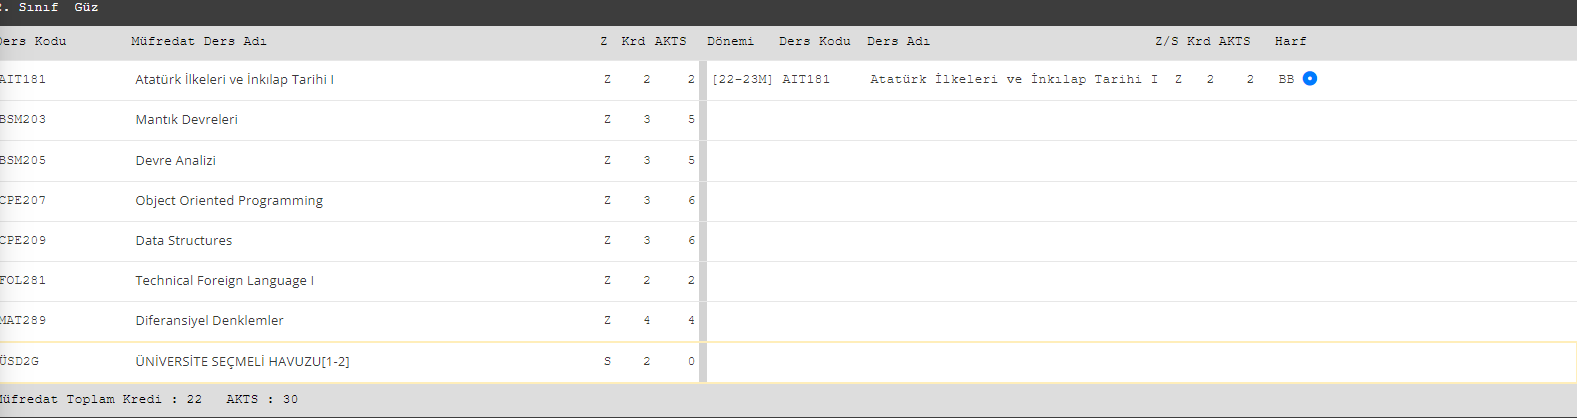 2. Sınıf Güz
Ders Kodu Müfredat Ders Adı Z Krd AKTS Dönemi Ders Kodu Ders Adı Z/S Krd AKTS Harf
AIT181 Atatürk İlkeleri ve İnkılap Tarihi I Z 2 2 [22-23M] AIT181 Atatürk İlkeleri ve İnkılap Tarihi I Z 2 2 BB
BSM203 Mantık Devreleri Z 3 5
BSM205 Devre Analizi Z 3 5
CPE207 Object Oriented Programming Z 3 6
CPE209 Data Structures Z 3 6
FOL281 Technical Foreign Language I Z 2 2
MAT289 Diferansiyel Denklemler Z 4 4
ÜSD2G ÜNİVERSİTE SEÇMELİ HAVUZU[1-2] S 2 0
Müfredat Toplam Kredi : 22 AKTS : 30